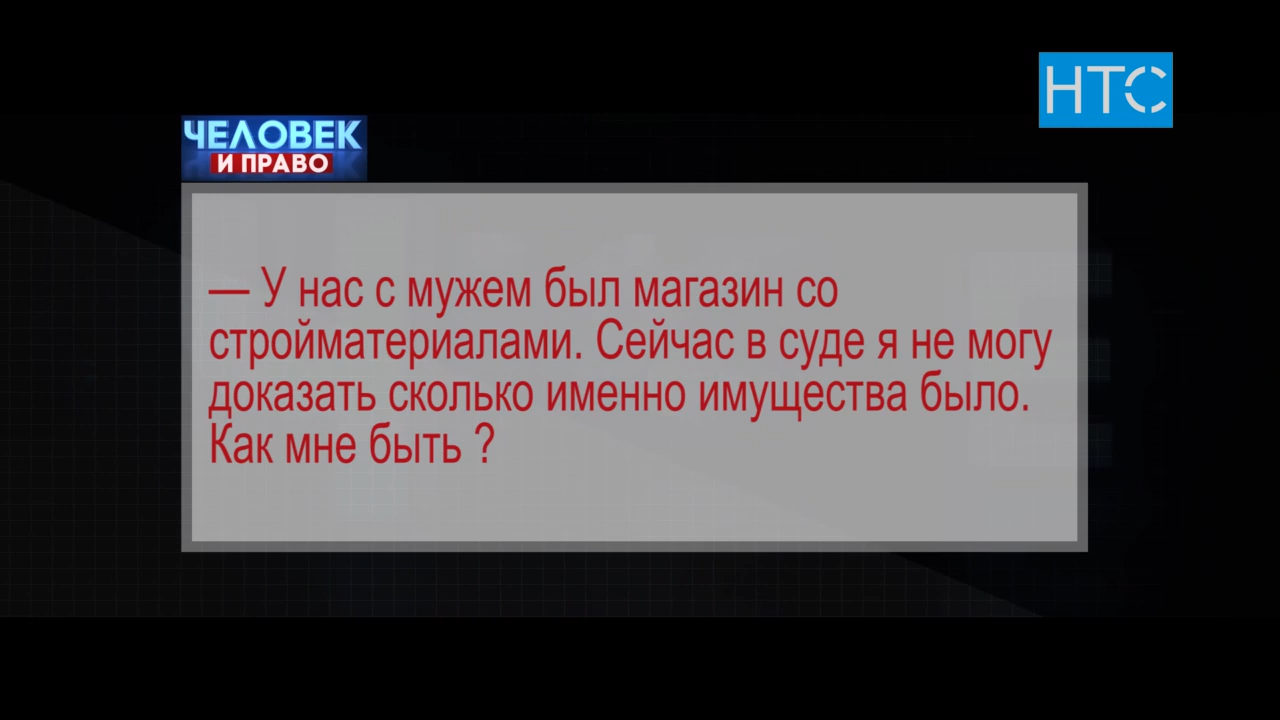 НТС
ЧЕЛОВЕК
И ПРАВО
— У нас с мужем был магазин со
стройматериалами. Сейчас в суде я не могу
доказать сколько именно имущества было.
Как мне быть ?